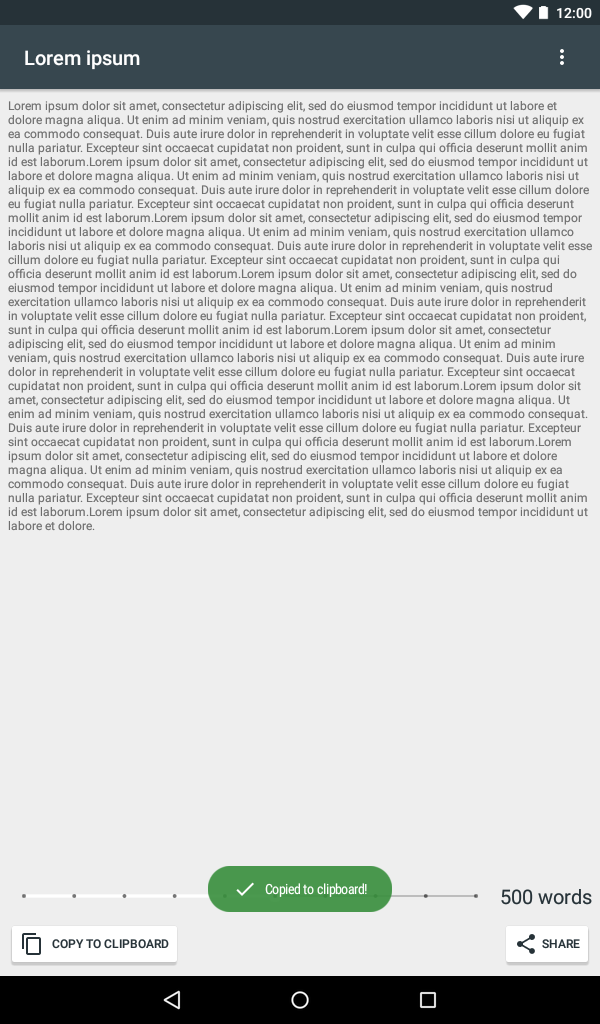 12:00
Lorem ipsum
Lorem ipsum dolor sit amet, consectetur adipiscing elit, sed do eiusmod tempor incididunt ut labore et
dolore magna aliqua. Ut enim ad minim veniam, quis nostrud exercitation ullamco laboris nisi ut aliquip ex
ea commodo consequat. Duis aute irure dolor in reprehenderit in voluptate velit esse cillum dolore eu fugiat
nulla pariatur. Excepteur sint occaecat cupidatat non proident, sunt in culpa qui officia deserunt mollit anim
id est laborum.Lorem ipsum dolor sit amet, consectetur adipiscing elit, sed do eiusmod tempor incididunt ut
labore et dolore magna aliqua. Ut enim ad minim veniam, quis nostrud exercitation ullamco laboris nisi ut
aliquip ex ea commodo consequat. Duis aute irure dolor in reprehenderit in voluptate velit esse cillum dolore
eu fugiat nulla pariatur. Excepteur sint occaecat cupidatat non proident, sunt in culpa qui officia deserunt
mollit anim id est laborum.Lorem ipsum dolor sit amet, consectetur adipiscing elit, sed do eiusmod tempor
incididunt ut labore et dolore magna aliqua. Ut enim ad minim veniam, quis nostrud exercitation ullamco
laboris nisi ut aliquip ex ea commodo consequat. Duis aute irure dolor in reprehenderit in voluptate velit esse
cillum dolore eu fugiat nulla pariatur. Excepteur sint occaecat cupidatat non proident, sunt in culpa qui
officia deserunt mollit anim id est laborum.Lorem ipsum dolor sit amet, consectetur adipiscing elit, sed do
eiusmod tempor incididunt ut labore et dolore magna aliqua. Ut enim ad minim veniam, quis nostrud
exercitation ullamco laboris nisi ut aliquip ex ea commodo consequat. Duis aute irure dolor in reprehenderit
in voluptate velit esse cillum dolore eu fugiat nulla pariatur. Excepteur sint occaecat cupidatat non proident,
sunt in culpa qui officia deserunt mollit anim id est laborum.Lorem ipsum dolor sit amet, consectetur
adipiscing elit, sed do eiusmod tempor incididunt ut labore et dolore magna aliqua. Ut enim ad minim
veniam, quis nostrud exercitation ullamco laboris nisi ut aliquip ex ea commodo consequat. Duis aute irure
dolor in reprehenderit in voluptate velit esse cillum dolore eu fugiat nulla pariatur. Excepteur sint occaecat
cupidatat non proident, sunt in culpa qui officia deserunt mollit anim id est laborum.Lorem ipsum dolor sit
amet, consectetur adipiscing elit, sed do eiusmod tempor incididunt ut labore et dolore magna aliqua. Ut
enim ad minim veniam, quis nostrud exercitation ullamco laboris nisi ut aliquip ex ea commodo consequat.
Duis aute irure dolor in reprehenderit in voluptate velit esse cillum dolore eu fugiat nulla pariatur. Excepteur
sint occaecat cupidatat non proident, sunt in culpa qui officia deserunt mollit anim id est laborum.Lorem
ipsum dolor sit amet, consectetur adipiscing elit, sed do eiusmod tempor incididunt ut labore et dolore
magna aliqua. Ut enim ad minim veniam, quis nostrud exercitation ullamco laboris nisi ut aliquip ex ea
commodo consequat. Duis aute irure dolor in reprehenderit in voluptate velit esse cillum dolore eu fugiat
nulla pariatur. Excepteur sint occaecat cupidatat non proident, sunt in culpa qui officia deserunt mollit anim
id est laborum.Lorem ipsum dolor sit amet, consectetur adipiscing elit, sed do eiusmod tempor incididunt ut
labore et dolore.
Copied to clipboard!
500 words
COPY TO CLIPBOARD
SHARE